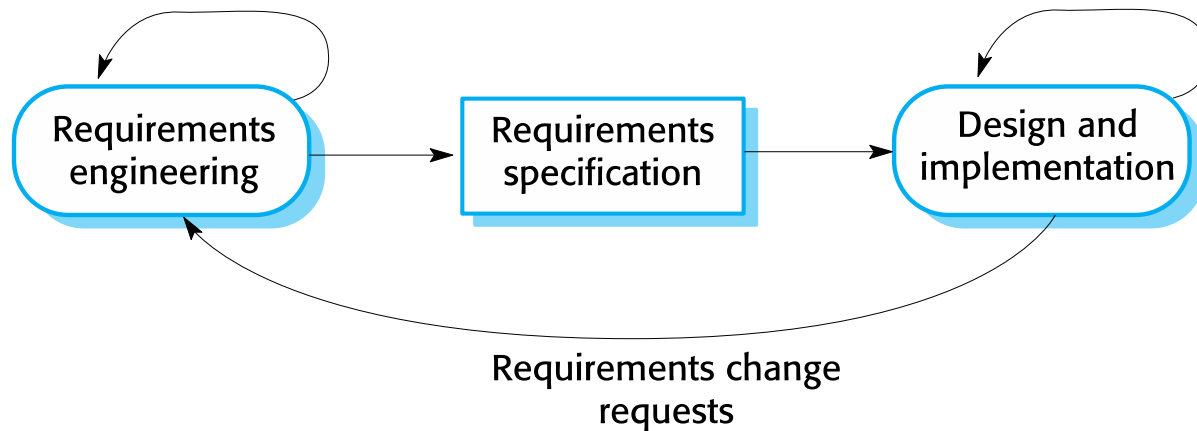 Requirements
engineering
Requirements
specification
Design and
implementation
Requirements change
requests